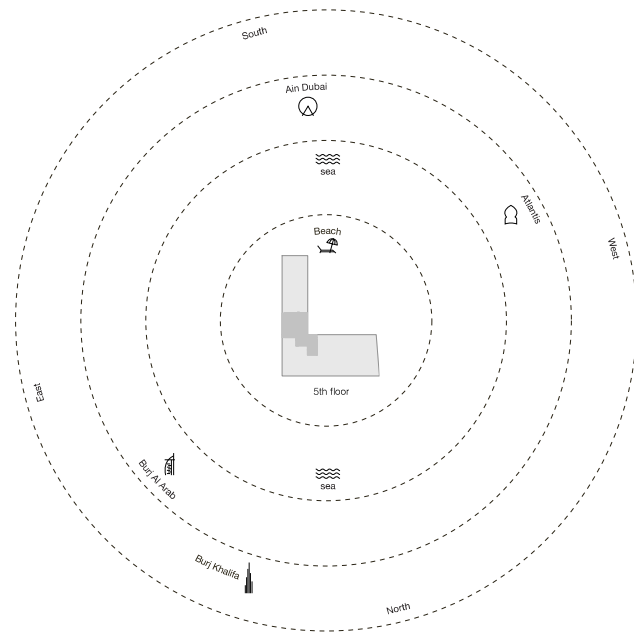 South
Ain Dubai
sea
Atlantis
Beach
West
5th floor
East
Burj Al Arab
sea
Burj Khalifa
North